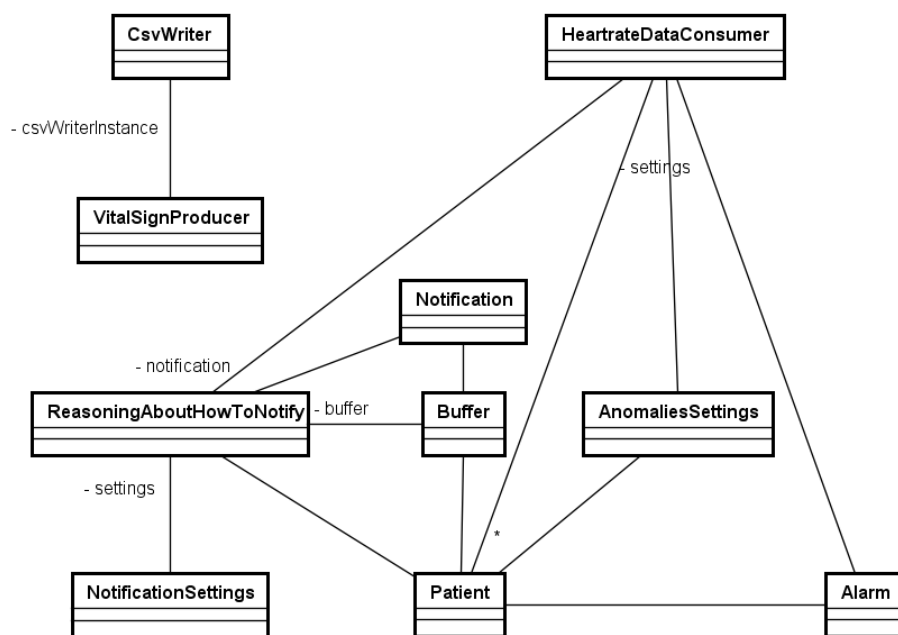 CsvWriter
HeartrateDataConsumer
- csvWriterInstance
- settings
VitalSignProducer
Notification
- notification
ReasoningAboutHowToNotify
- buffer
Buffer
AnomaliesSettings
- settings
*
NotificationSettings
Patient
Alarm